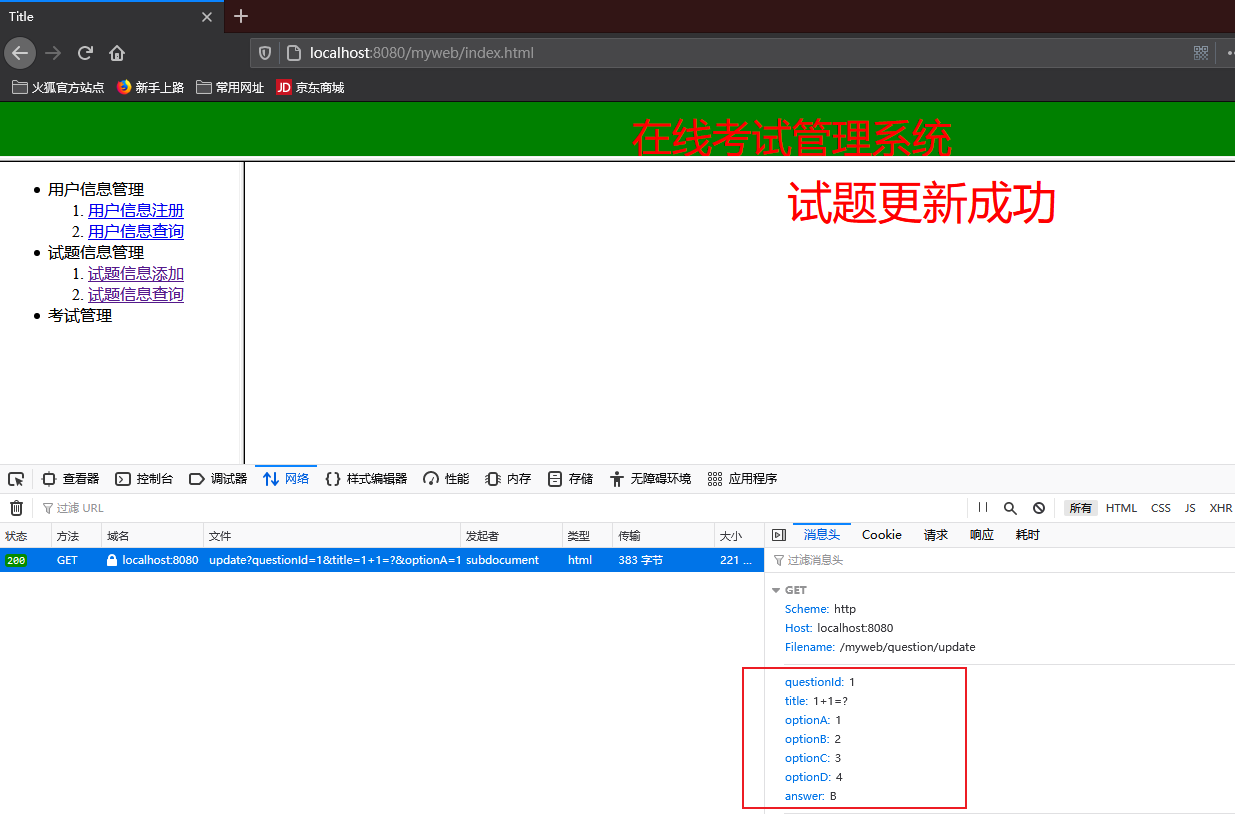 Title
localhost:8080/myweb/index.html
火狐官方站点 新手上路 常用网址 JD 京东商城
在线考试管理系统
试题更新成功
• 用户信息管理
1. 用户信息注册
2. 用户信息查询
• 试题信息管理
1. 试题信息添加
2. 试题信息查询
• 考试管理
查看器 控制台 调试器 网络 样式编辑器 性能 内存 存储 无障碍环境 应用程序
过滤 URL 所有 HTML CSS JS XHR
状态 方法 域名 文件 发起者 类型 传输 大小
200 GET localhost:8080 update?questionId=1&title=1+1=?&optionA=1 subdocument html 383 字节 221 ...
消息头 Cookie 请求 响应 耗时
过滤消息头
GET
Scheme: http
Host: localhost:8080
Filename: /myweb/question/update
questionId: 1
title: 1+1=?
optionA: 1
optionB: 2
optionC: 3
optionD: 4
answer: B